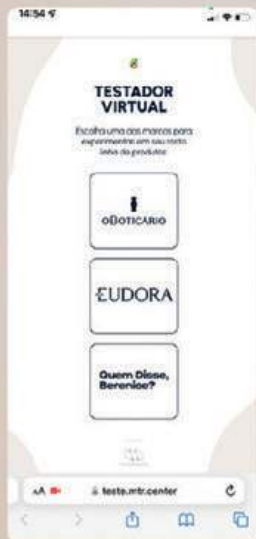 14:54
TESTADOR
VIRTUAL
Escolha uma das marcas para
experimentar em seu rosto
linha de produtos
oBOTICÁRIO
EUDORA
Quem Disse,
Berenice?
AA
teste.mtr.center